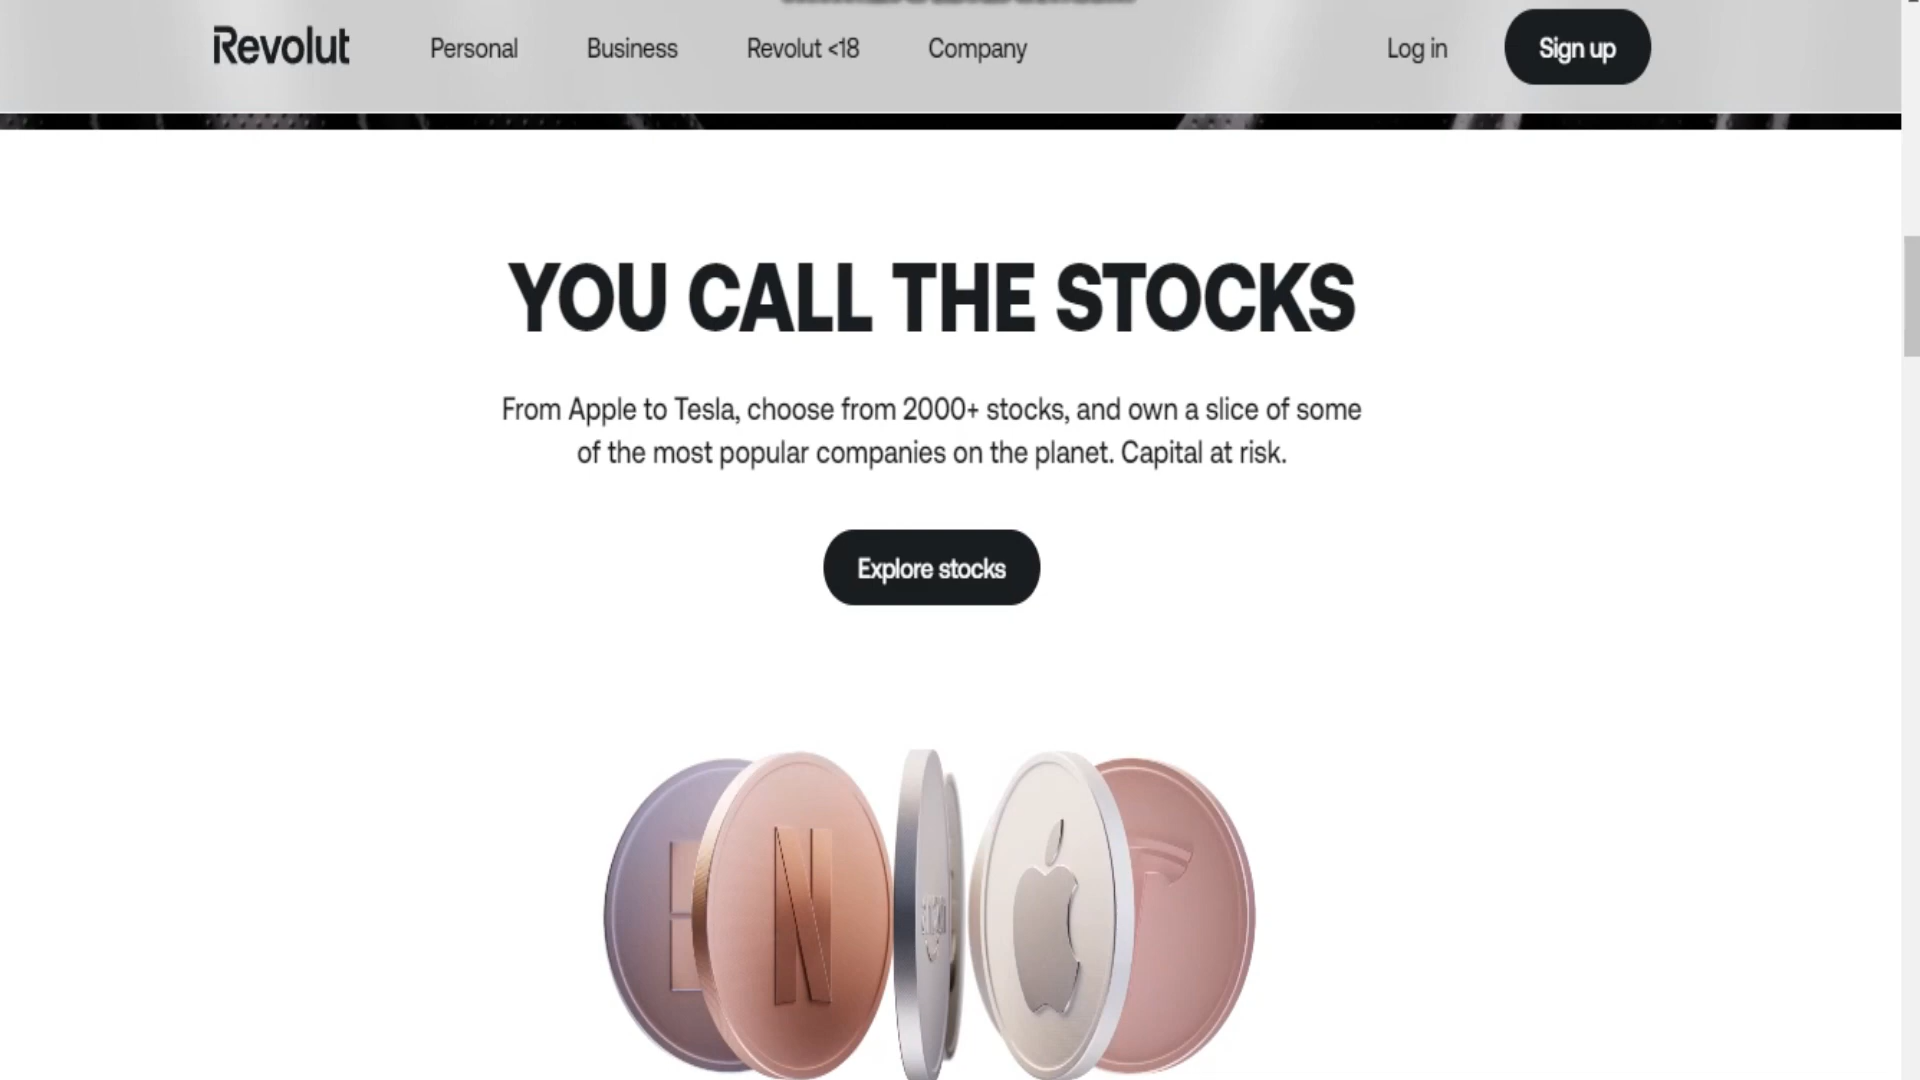 Revolut
Personal
Business
Revolut <18
Company
Log in
Sign up
YOU CALL THE STOCKS
From Apple to Tesla, choose from 2000+ stocks, and own a slice of some
of the most popular companies on the planet. Capital at risk.
Explore stocks
N